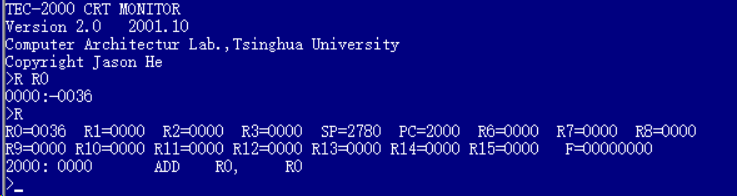 TEC-2000 CRT MONITOR
Version 2.0   2001.10
Computer Architectur Lab.,Tsinghua University
Copyright Jason He
>R R0
0000:-0036
>R
R0=0036  R1=0000  R2=0000  R3=0000  SP=2780  PC=2000  R6=0000  R7=0000  R8=0000
R9=0000 R10=0000 R11=0000 R12=0000 R13=0000 R14=0000 R15=0000   F=00000000
2000: 0000      ADD    R0,     R0
>_